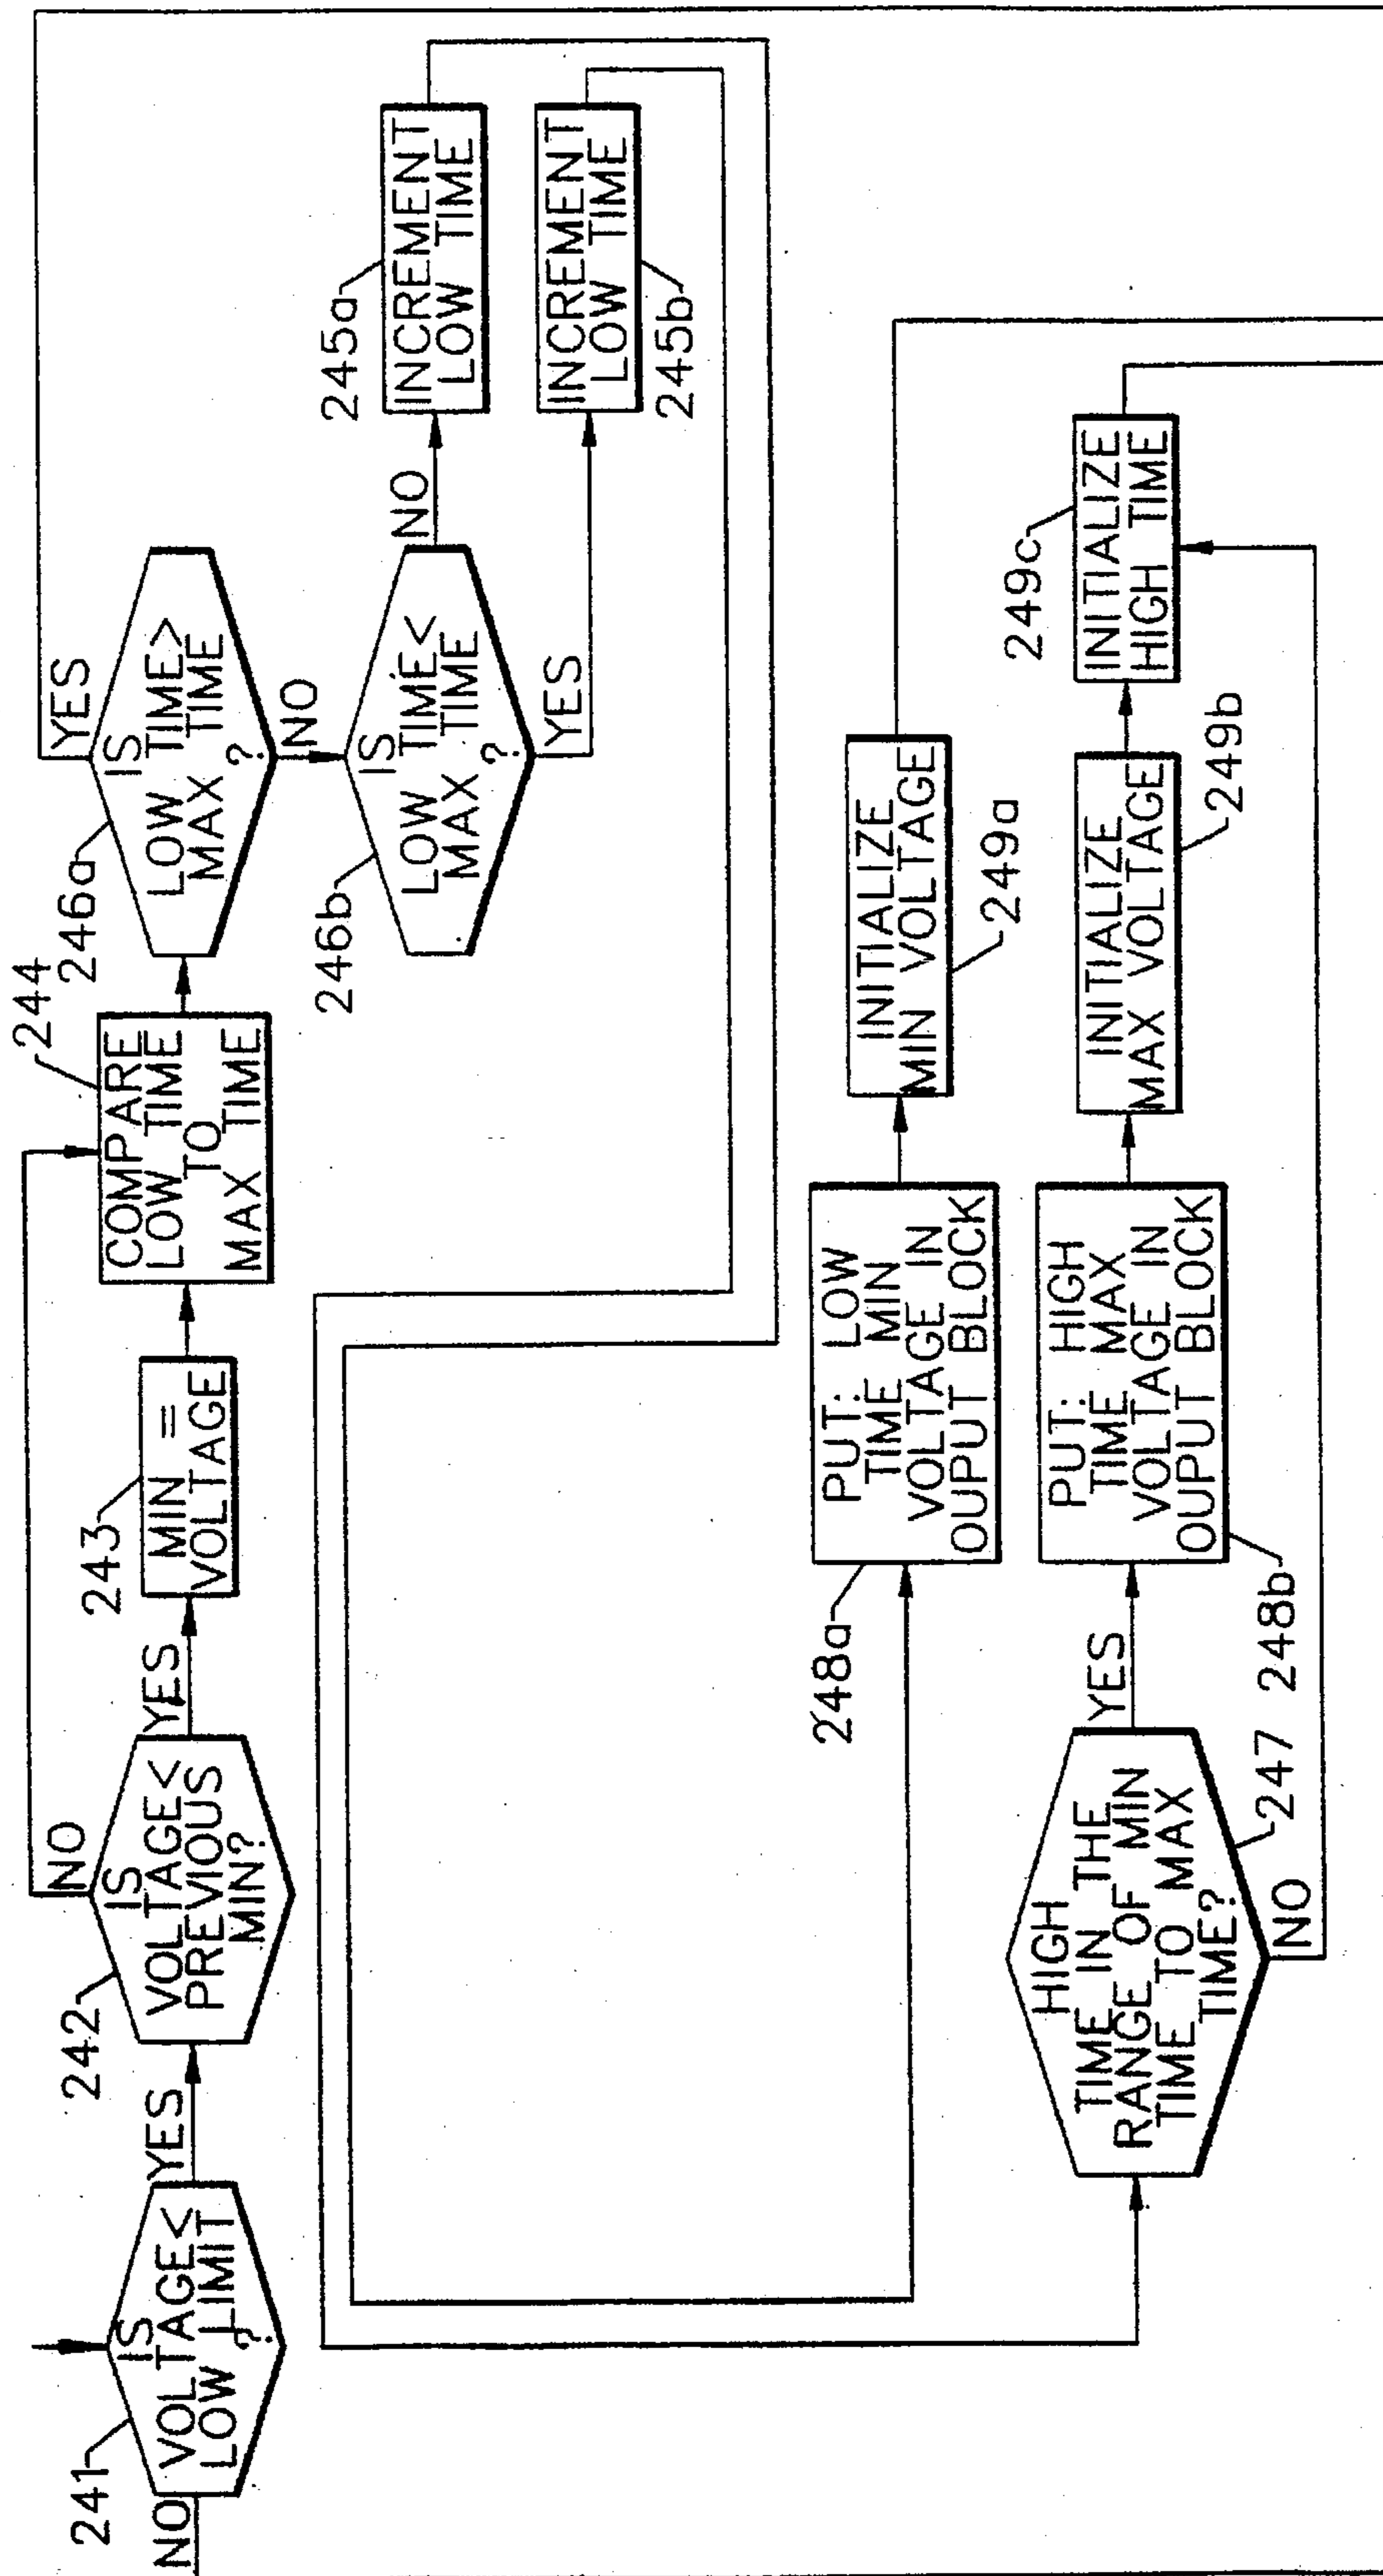 241
IS
VOLTAGE<
LOW LIMIT
?
NO
YES
242
IS
VOLTAGE<
PREVIOUS
MIN?
NO
YES
243
MIN =
VOLTAGE
244
COMPARE
LOW TIME
TO
MAX TIME
246a
IS
LOW TIME>
MAX TIME
?
YES
NO
246b
IS
LOW TIME<
MAX TIME
?
NO
YES
245a
INCREMENT
LOW TIME
INCREMENT
LOW TIME
245b
248a
PUT: LOW
TIME MIN
VOLTAGE IN
OUPUT BLOCK
INITIALIZE
MIN VOLTAGE
249a
HIGH
TIME IN THE
RANGE OF MIN
TIME TO MAX
TIME?
247
YES
NO
PUT: HIGH
TIME MAX
VOLTAGE IN
OUPUT BLOCK
248b
INITIALIZE
MAX VOLTAGE
249b
249c
INITIALIZE
HIGH TIME